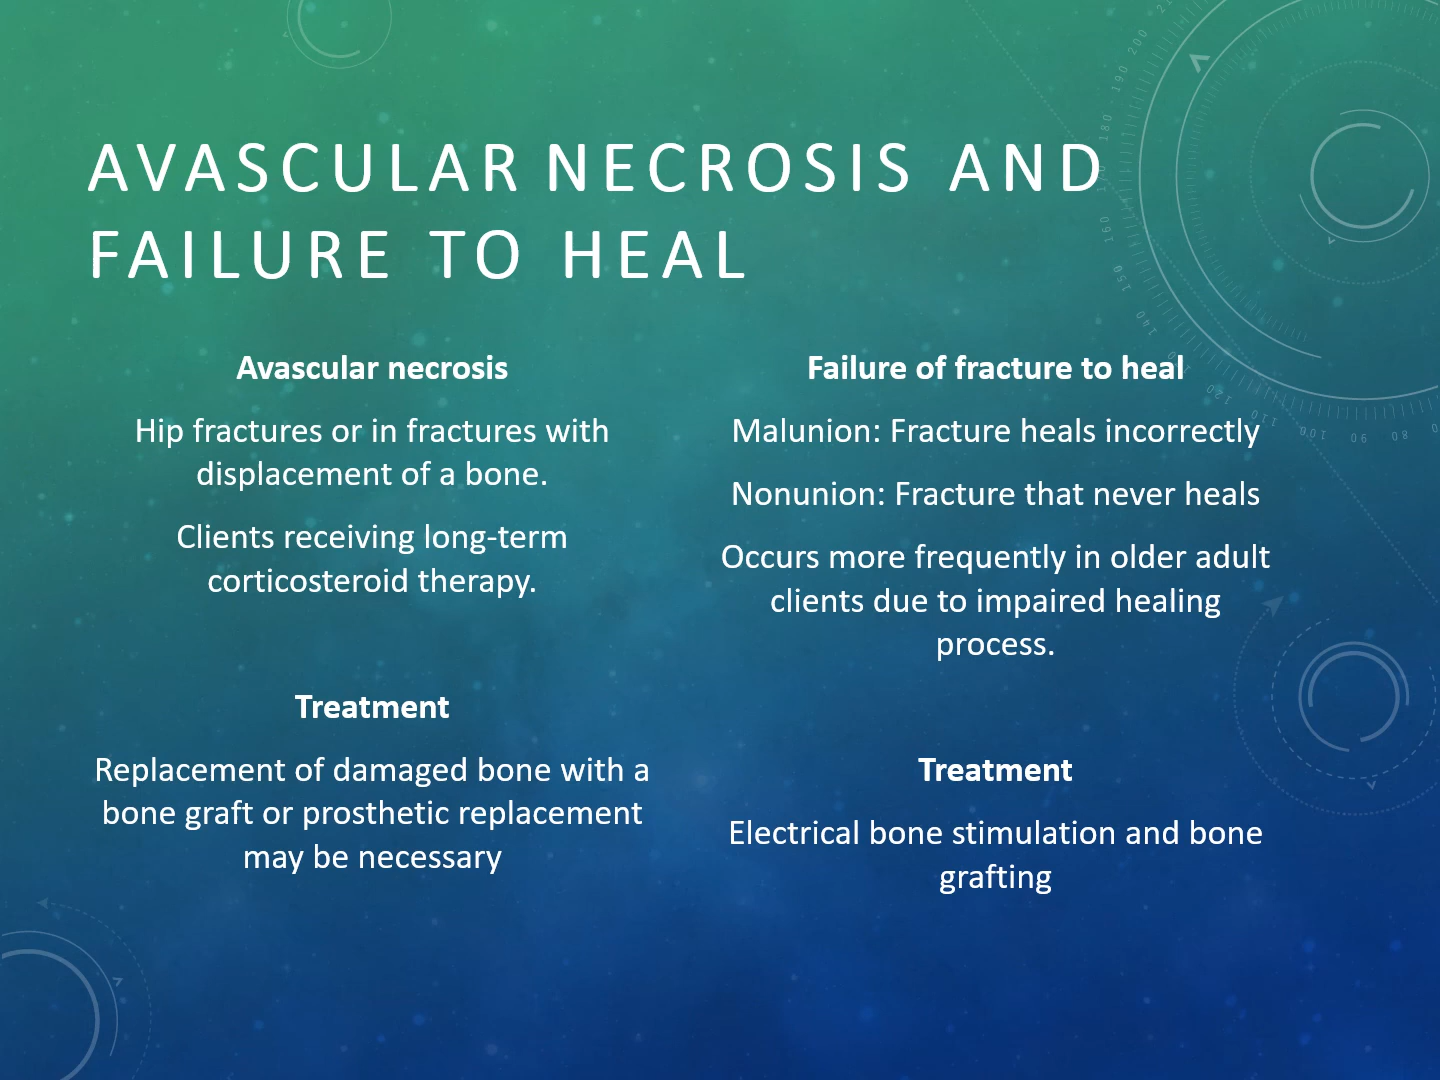 AVASCULAR NECROSIS AND
FAILURE TO HEAL
Avascular necrosis
Hip fractures or in fractures with
displacement of a bone.
Clients receiving long-term
corticosteroid therapy.
Treatment
Replacement of damaged bone with a
bone graft or prosthetic replacement
may be necessary
Failure of fracture to heal
Malunion: Fracture heals incorrectly
Nonunion: Fracture that never heals
Occurs more frequently in older adult
clients due to impaired healing
process.
Treatment
Electrical bone stimulation and bone
grafting